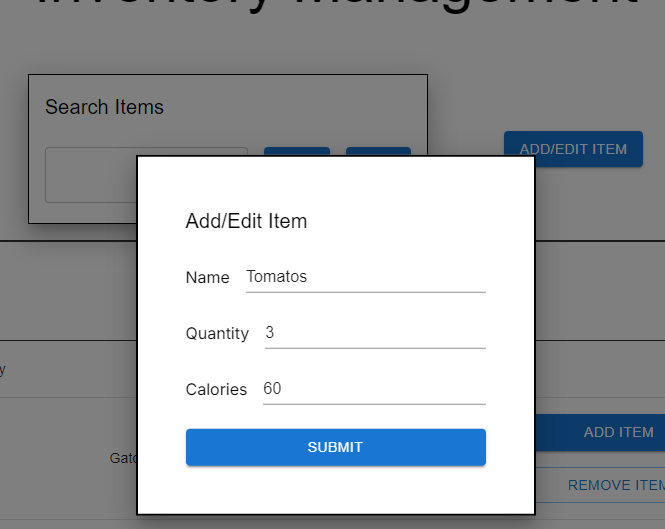 Inventory Management
Search Items
ADD/EDIT ITEM
Add/Edit Item
Name Tomatos
Quantity 3
Calories 60
SUBMIT
ADD ITEM
REMOVE ITEM